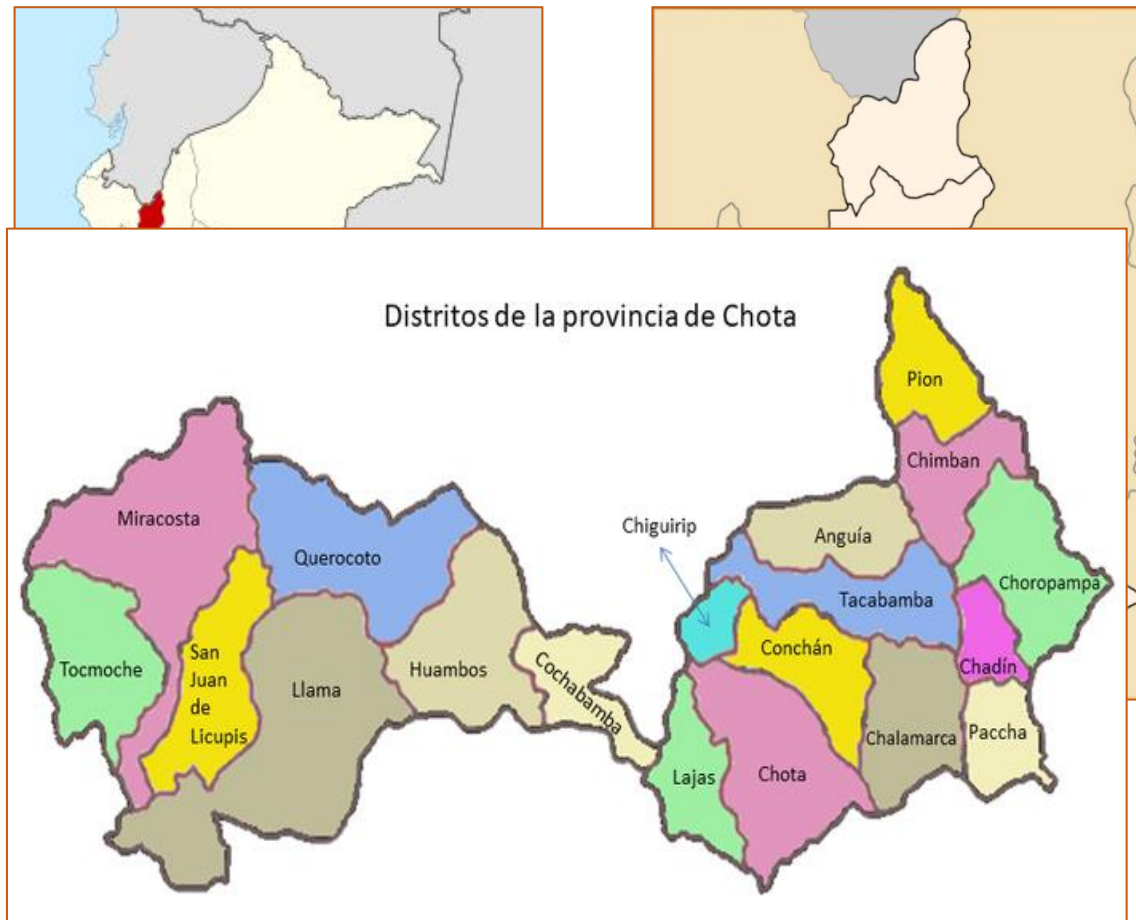 Distritos de la provincia de Chota
Pion
Chimban
Miracosta
Chiguirip
Anguía
Querocoto
Choropampa
Tacabamba
Tocmoche
San
Juan
de
Licupis
Llama
Huambos
Cochabamba
Conchán
Chadín
Lajas
Chota
Chalamarca
Paccha